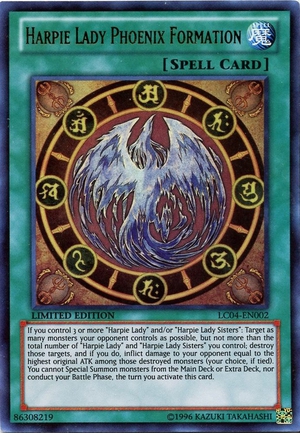 HARPIE LADY PHOENIX FORMATION
魔
[SPELL CARD]
LIMITED EDITION
LC04-EN002
If you control 3 or more "Harpie Lady" and/or "Harpie Lady Sisters": Target as
many monsters your opponent controls as possible, but not more than the
total number of "Harpie Lady" and "Harpie Lady Sisters" you control; destroy
those targets, and if you do, inflict damage to your opponent equal to the
highest original ATK among those destroyed monsters (your choice, if tied).
You cannot Special Summon monsters from the Main Deck or Extra Deck, nor
conduct your Battle Phase, the turn you activate this card.
86308219
©1996 KAZUKI TAKAHASHI